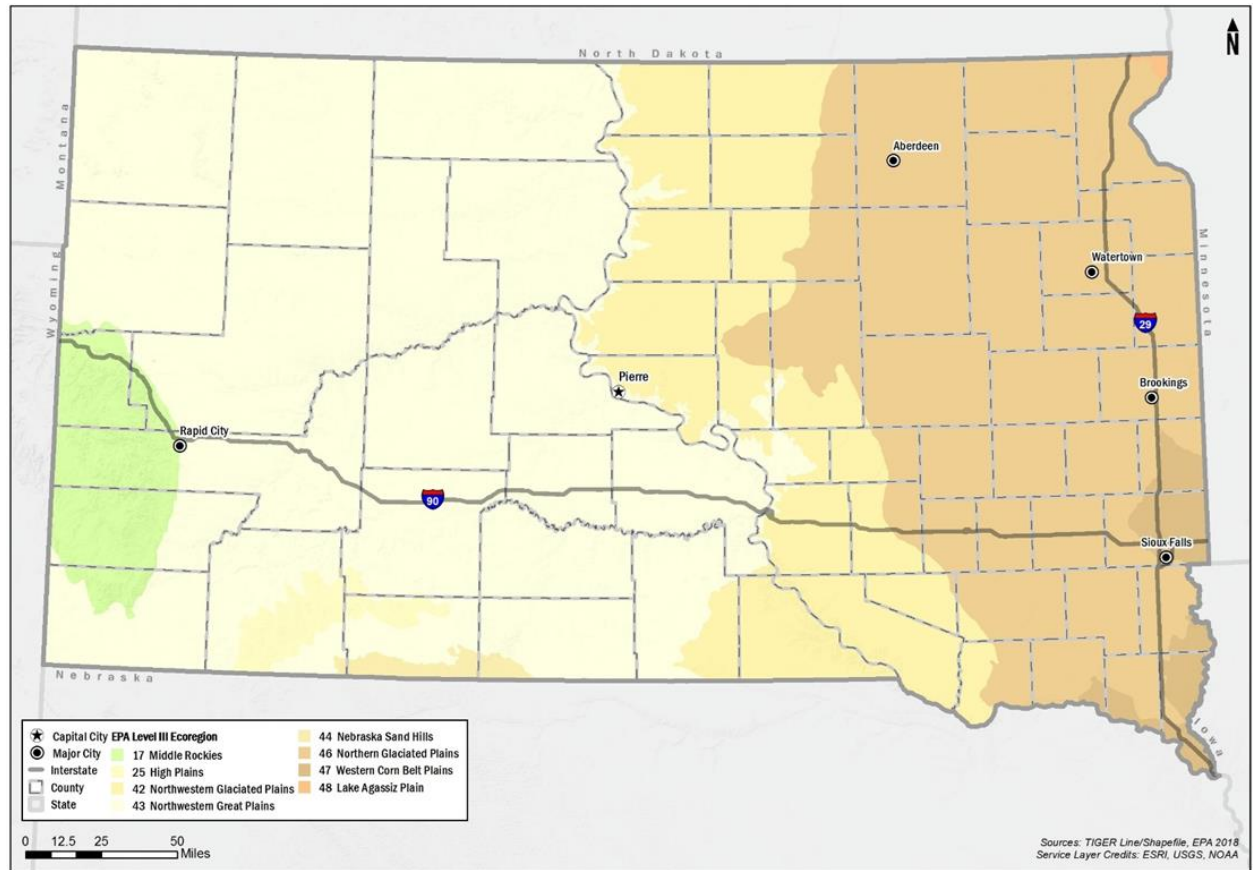 North Dakota
N
Montana
Wyoming
Minnesota
Aberdeen
Watertown
29
Pierre
Brookings
Rapid City
90
Sioux Falls
Nebraska
Iowa
Capital City
Major City
Interstate
County
State
EPA Level III Ecoregion
17 Middle Rockies
25 High Plains
42 Northwestern Glaciated Plains
43 Northwestern Great Plains
44 Nebraska Sand Hills
46 Northern Glaciated Plains
47 Western Corn Belt Plains
48 Lake Agassiz Plain
0 12.5 25 50
Miles
Sources: TIGER Line/Shapefile, EPA 2018
Service Layer Credits: ESRI, USGS, NOAA